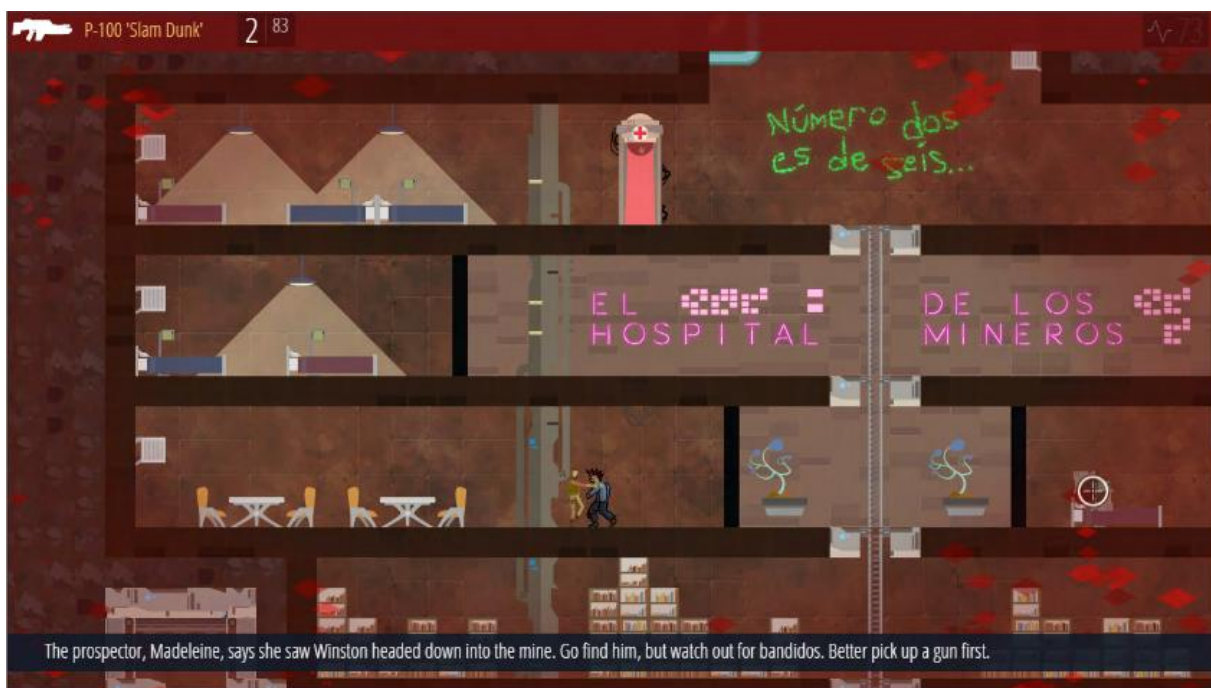 P-100 'Slam Dunk' 2 83 73
Número dos
es de seís...
EL DE LOS
HOSPITAL MINEROS
The prospector, Madeleine, says she saw Winston headed down into the mine. Go find him, but watch out for bandidos. Better pick up a gun first.